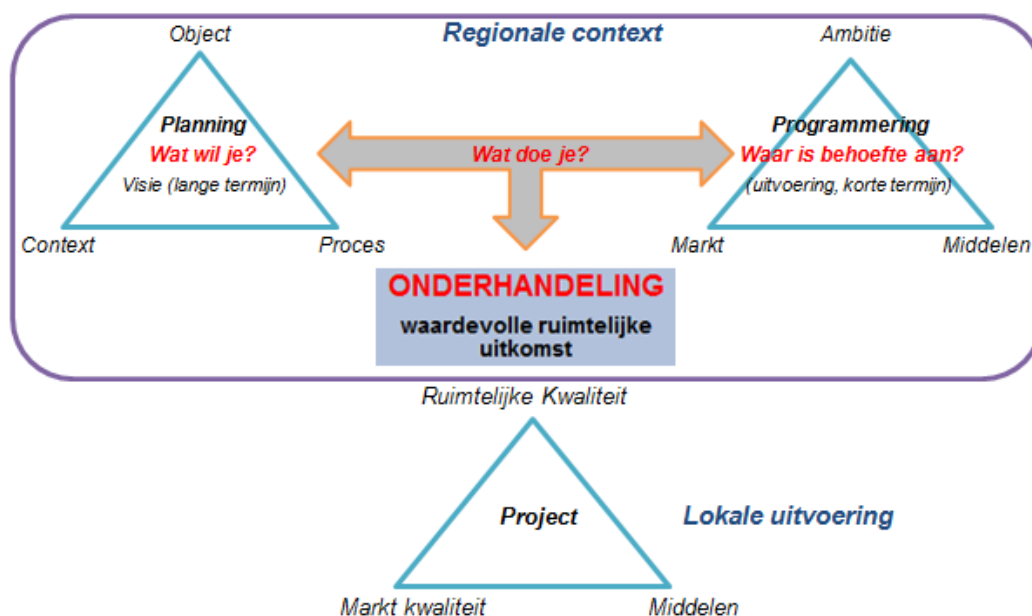 Object
Regionale context
Ambitie
Planning
Wat wil je?
Visie (lange termijn)
Wat doe je?
Programmering
Waar is behoefte aan?
(uitvoering, korte termijn)
Context
Proces
Markt
Middelen
ONDERHANDELING
waardevolle ruimtelijke
uitkomst
Ruimtelijke Kwaliteit
Project
Lokale uitvoering
Markt kwaliteit
Middelen